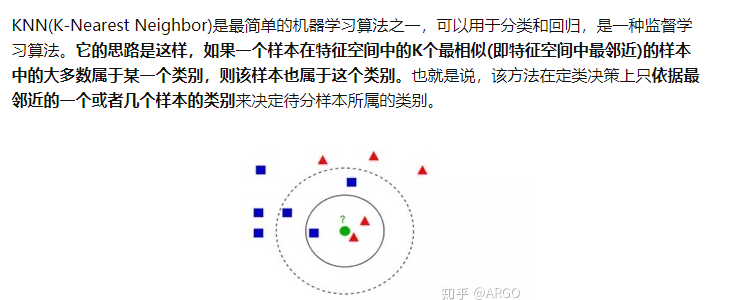 KNN(K-Nearest Neighbor)是最简单的机器学习算法之一，可以用于分类和回归，是一种监督学
习算法。它的思路是这样，如果一个样本在特征空间中的K个最相似(即特征空间中最邻近)的样本
中的大多数属于某一个类别，则该样本也属于这个类别。也就是说，该方法在定类决策上只依据最
邻近的一个或者几个样本的类别来决定待分样本所属的类别。
?
知乎 @ARGO